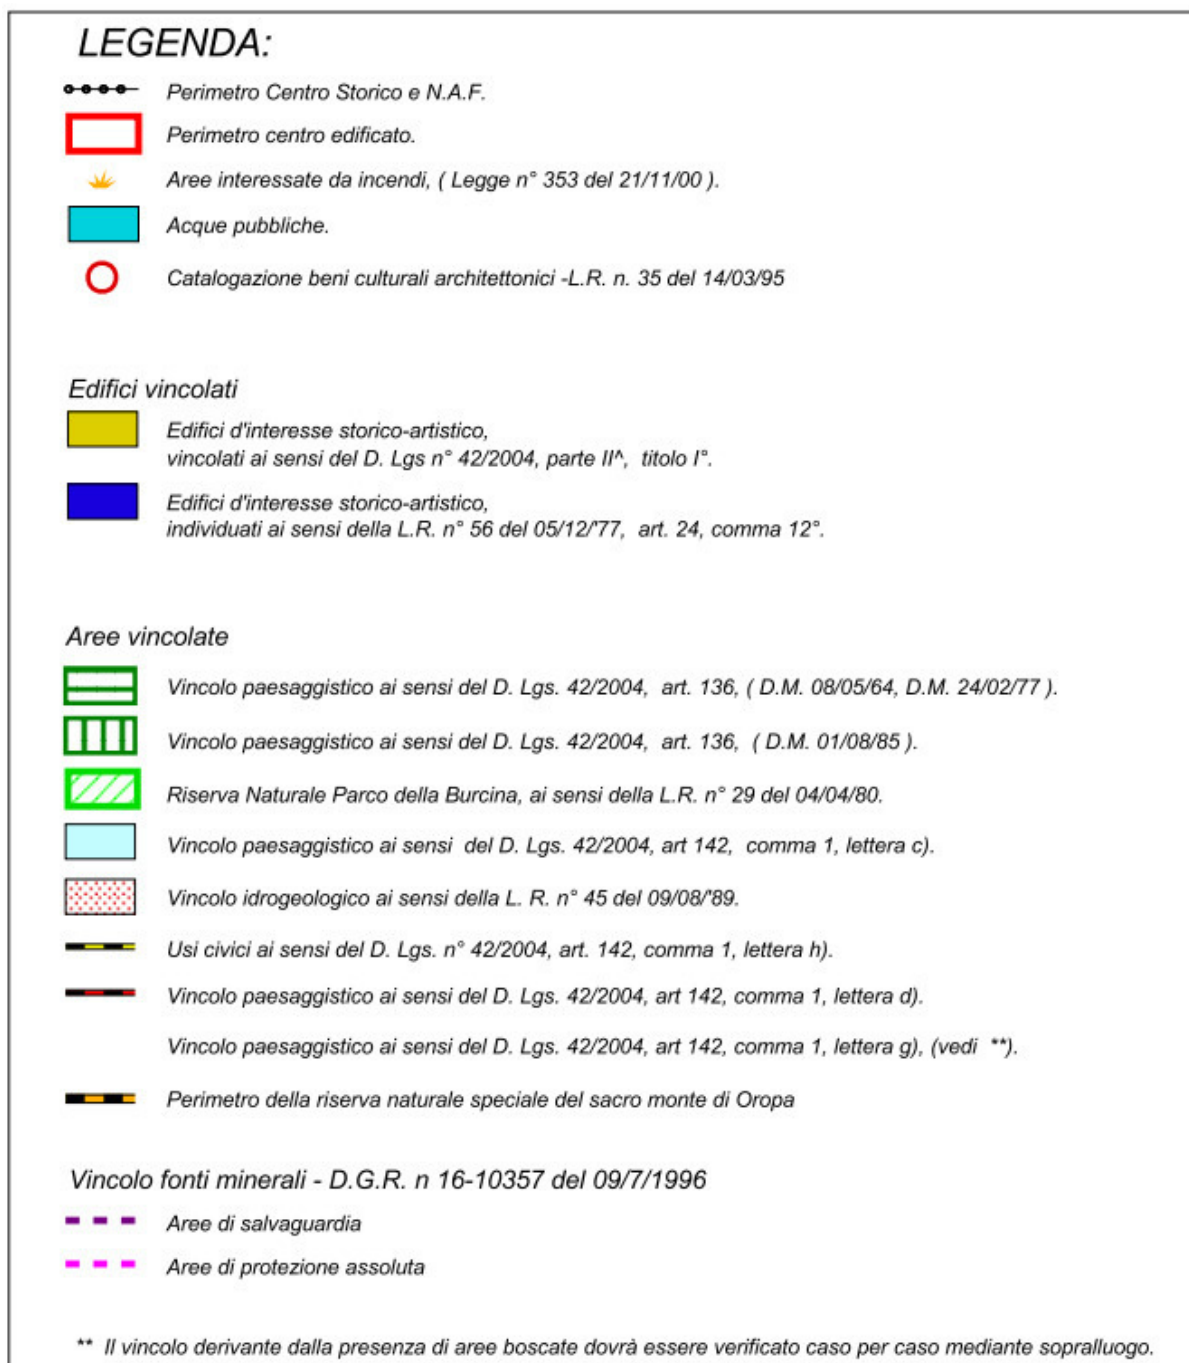 LEGENDA:
Perimetro Centro Storico e N.A.F.
Perimetro centro edificato.
Aree interessate da incendi, ( Legge n° 353 del 21/11/00 ).
Acque pubbliche.
Catalogazione beni culturali architettonici -L.R. n. 35 del 14/03/95
Edifici vincolati
Edifici d'interesse storico-artistico,
vincolati ai sensi del D. Lgs n° 42/2004, parte II^, titolo I°.
Edifici d'interesse storico-artistico,
individuati ai sensi della L.R. n° 56 del 05/12/'77, art. 24, comma 12°.
Aree vincolate
Vincolo paesaggistico ai sensi del D. Lgs. 42/2004, art. 136, ( D.M. 08/05/64, D.M. 24/02/77 ).
Vincolo paesaggistico ai sensi del D. Lgs. 42/2004, art. 136, ( D.M. 01/08/85 ).
Riserva Naturale Parco della Burcina, ai sensi della L.R. n° 29 del 04/04/80.
Vincolo paesaggistico ai sensi del D. Lgs. 42/2004, art 142, comma 1, lettera c).
Vincolo idrogeologico ai sensi della L. R. n° 45 del 09/08/'89.
Usi civici ai sensi del D. Lgs. n° 42/2004, art. 142, comma 1, lettera h).
Vincolo paesaggistico ai sensi del D. Lgs. 42/2004, art 142, comma 1, lettera d).
Vincolo paesaggistico ai sensi del D. Lgs. 42/2004, art 142, comma 1, lettera g), (vedi **).
Perimetro della riserva naturale speciale del sacro monte di Oropa
Vincolo fonti minerali - D.G.R. n 16-10357 del 09/7/1996
Aree di salvaguardia
Aree di protezione assoluta
** Il vincolo derivante dalla presenza di aree boscate dovrà essere verificato caso per caso mediante sopralluogo.